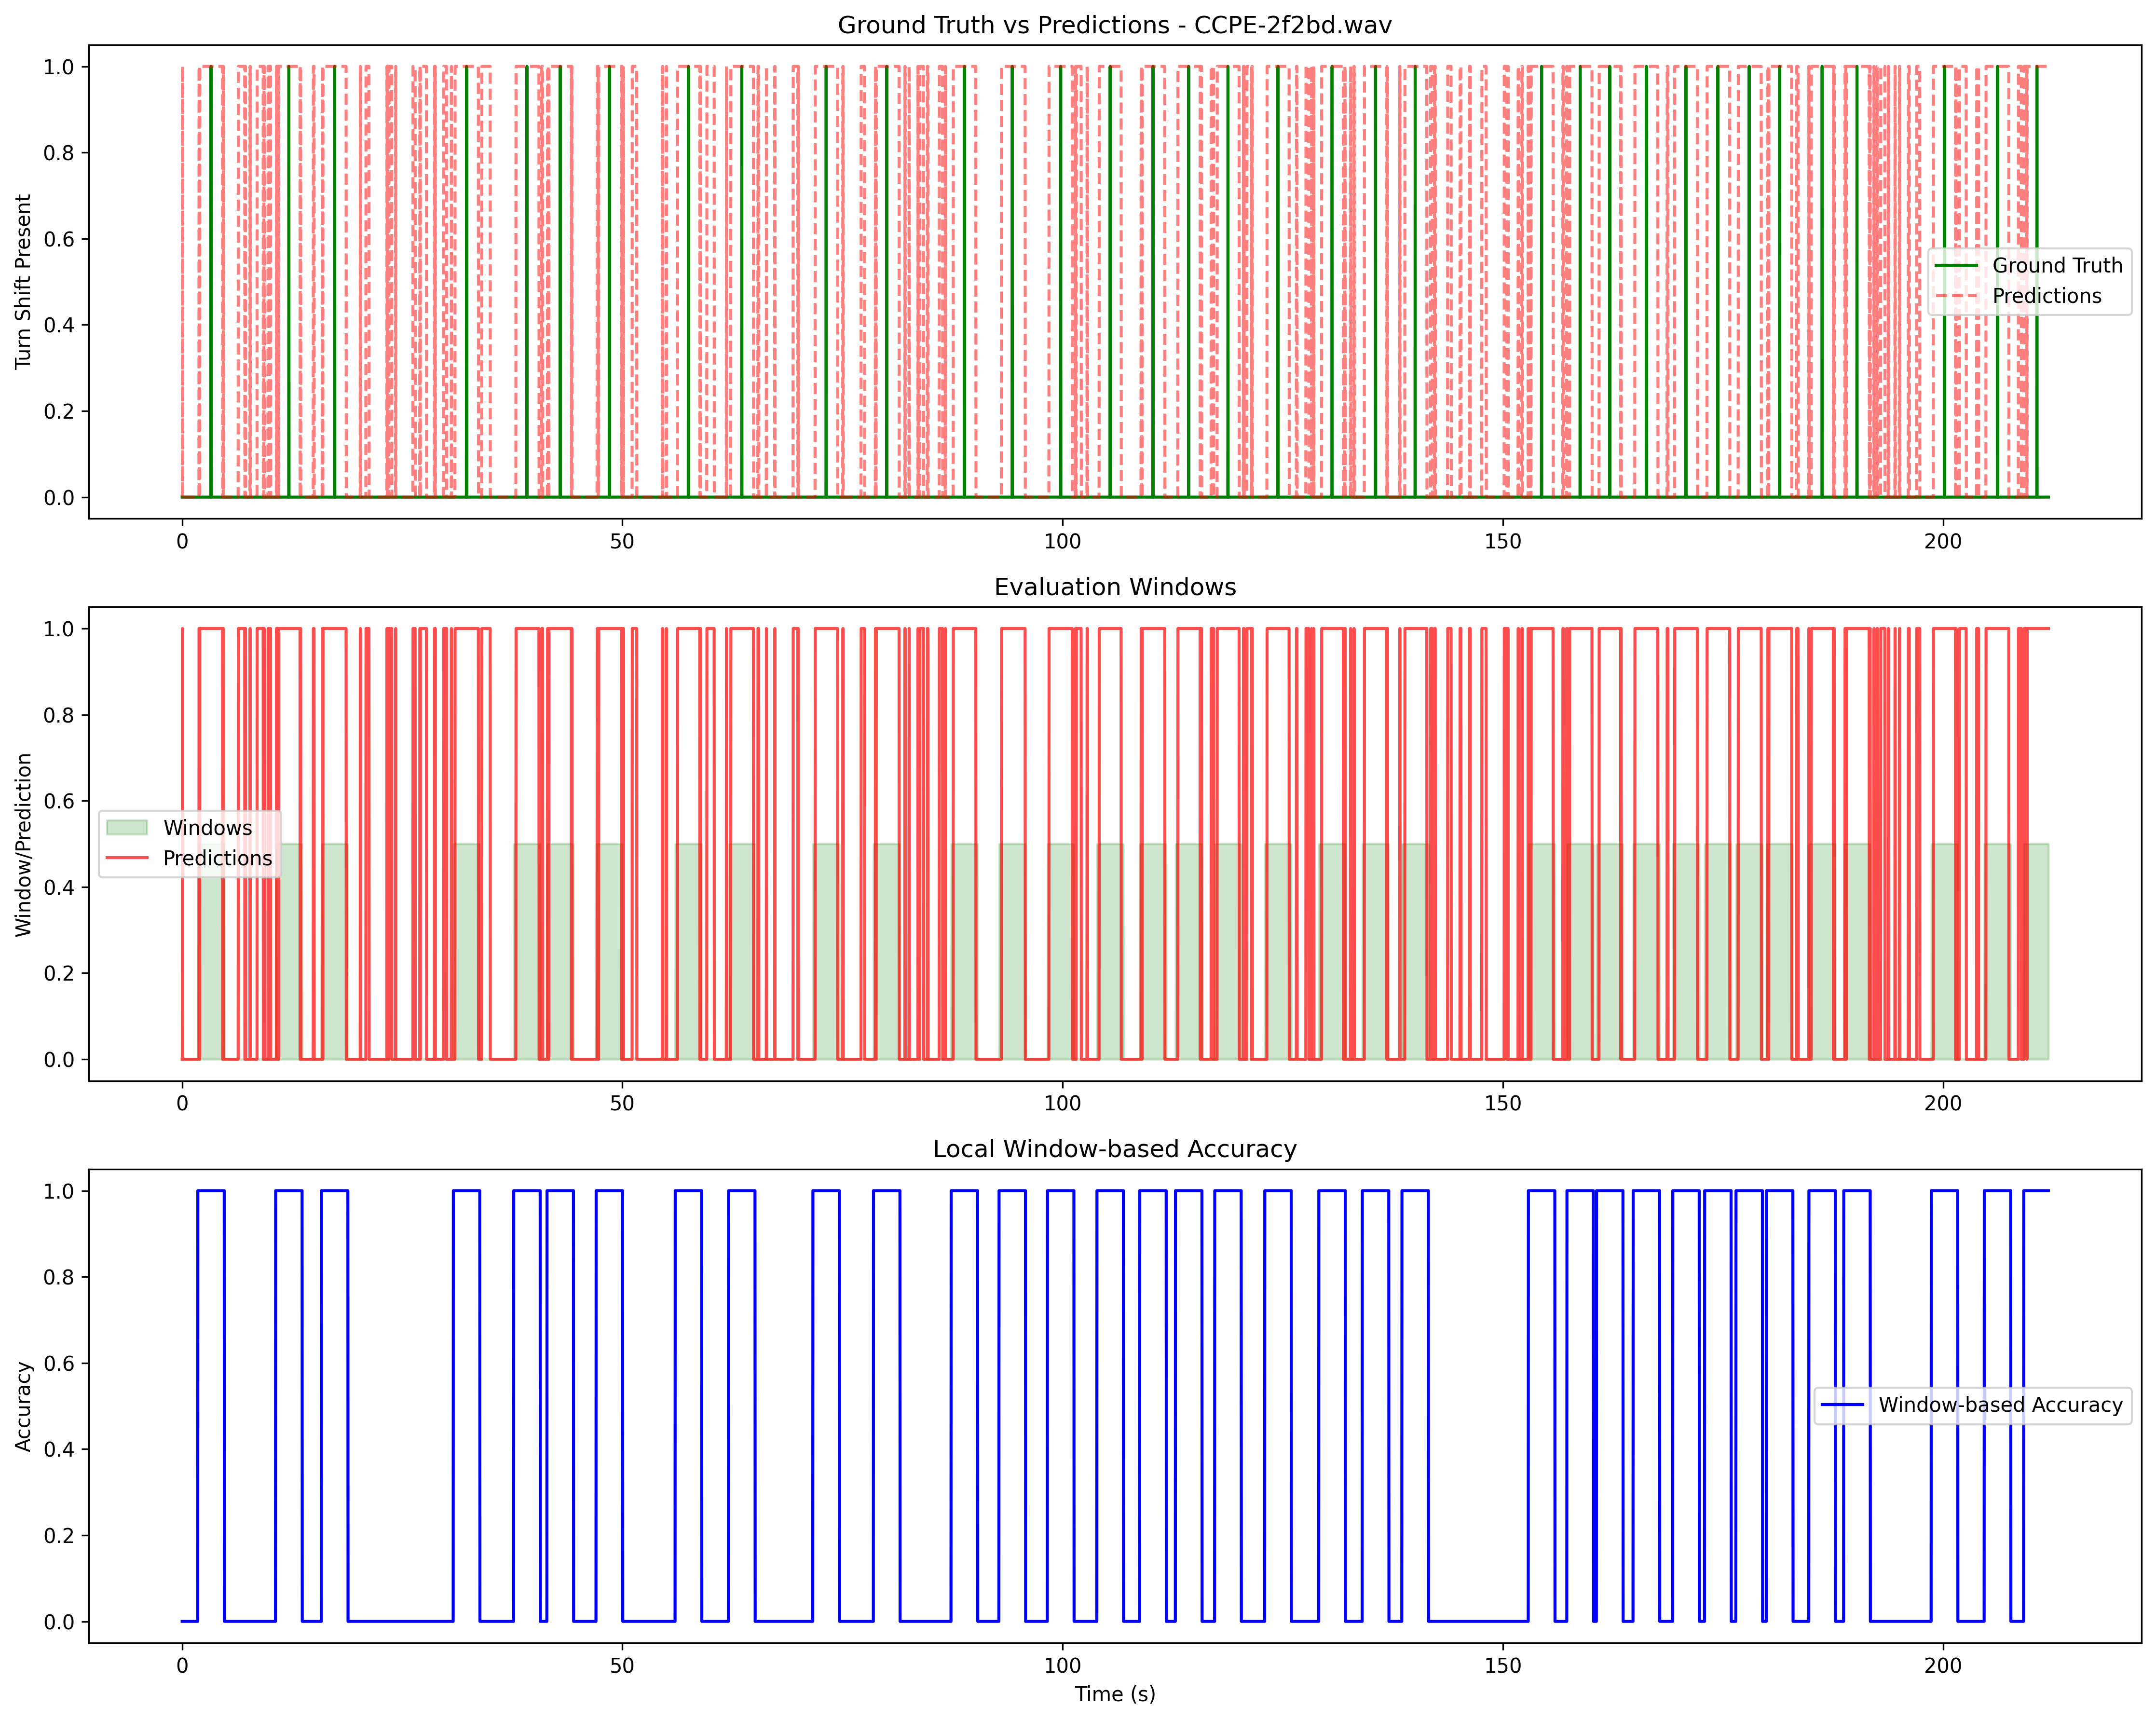 Ground Truth vs Predictions - CCPE-2f2bd.wav
1.0
0.8
0.6
0.4
0.2
0.0
Turn Shift Present
Ground Truth
Predictions
0 50 100 150 200
Evaluation Windows
1.0
0.8
0.6
0.4
0.2
0.0
Window/Prediction
Windows
Predictions
0 50 100 150 200
Local Window-based Accuracy
1.0
0.8
0.6
0.4
0.2
0.0
Accuracy
Window-based Accuracy
0 50 100 150 200
Time (s)